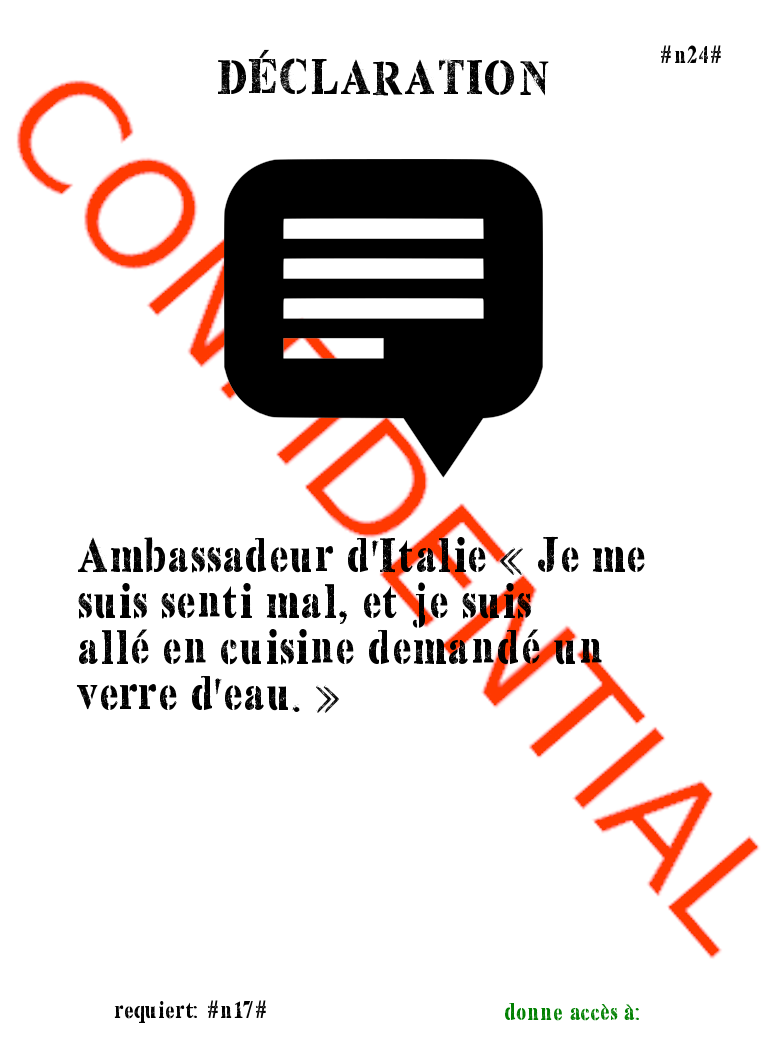 #n24#
DÉCLARATION
CONFIDENTIAL
Ambassadeur d'Italie « Je me
suis senti mal, et je suis
allé en cuisine demandé un
verre d'eau. »
requiert: #n17#
donne accès à: